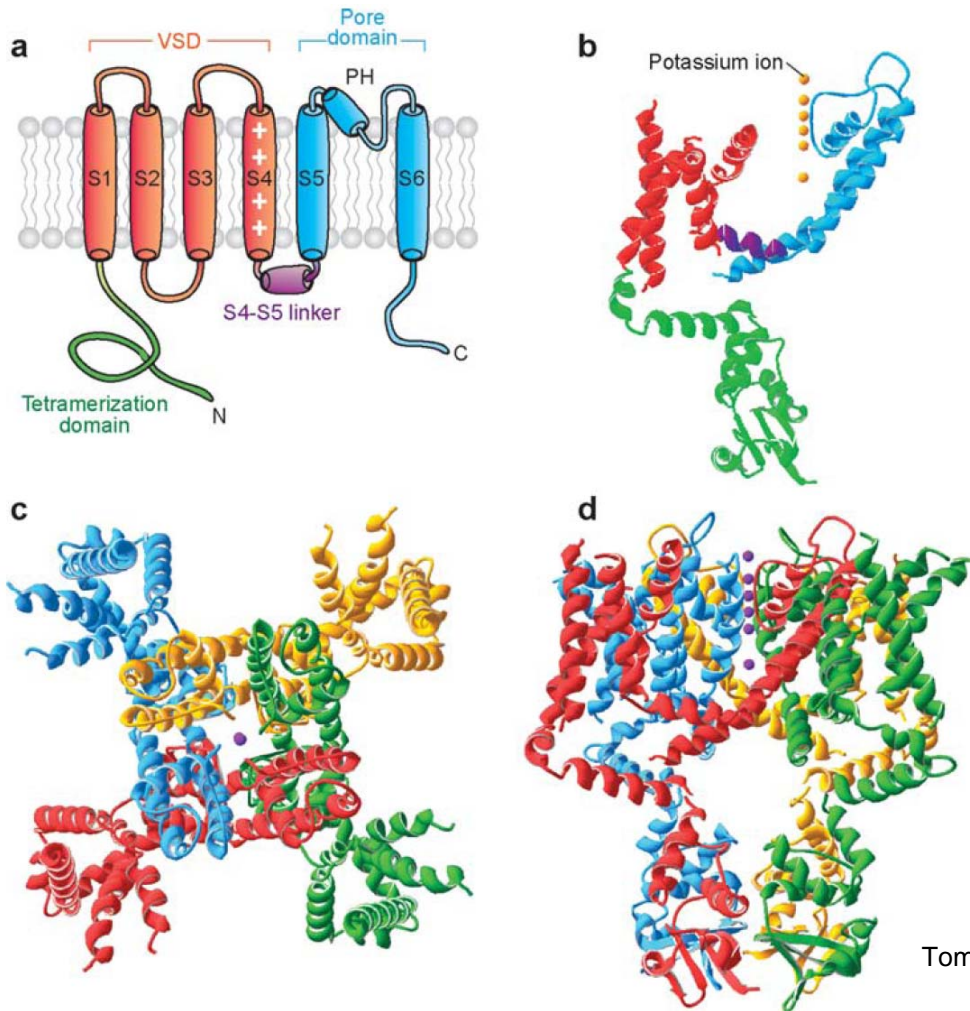 a
VSD
Pore
domain
PH
S1
S2
S3
S4
S5
S6
+
+
+
+
+
S4-S5 linker
C
N
Tetramerization
domain
b
Potassium ion
c
d
Tom